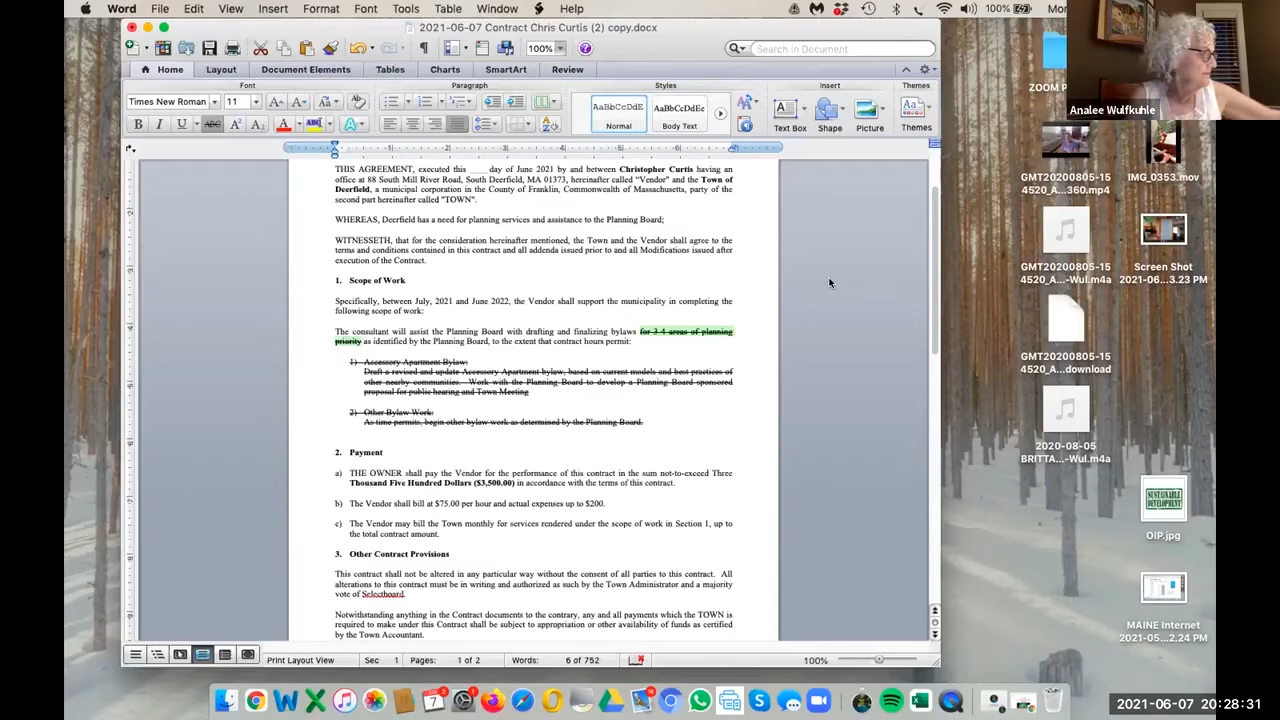 Word File Edit View Insert Format Font Tools Table Window Help 100% Mon
2021-06-07 Contract Chris Curtis (2) copy.docx
100% Search in Document
Home Layout Document Elements Tables Charts SmartArt Review
Font Paragraph Styles Insert Themes
Times New Roman 11 AaBbCcDdE AaBbCcDdEe
Normal Body Text Text Box Shape Picture Themes
THIS AGREEMENT, executed this ____day of June 2021 by and between Christopher Curtis having an
office at 88 South Mill River Road, South Deerfield, MA 01373, hereinafter called "Vendor" and the Town of
Deerfield, a municipal corporation in the County of Franklin, Commonwealth of Massachusetts, party of the
second part hereinafter called "TOWN".
WHEREAS, Deerfield has a need for planning services and assistance to the Planning Board;
WITNESSETH, that for the consideration hereinafter mentioned, the Town and the Vendor shall agree to the
terms and conditions contained in this contract and all addenda issued prior to and all Modifications issued after
execution of the Contract.
1. Scope of Work
Specifically, between July, 2021 and June 2022, the Vendor shall support the municipality in completing the
following scope of work:
The consultant will assist the Planning Board with drafting and finalizing bylaws for 3-4 areas of planning
priority as identified by the Planning Board, to the extent that contract hours permit:
1) Accessory Apartment Bylaw:
Draft a revised and update Accessory Apartment bylaw, based on current models and best practices of
other nearby communities. Work with the Planning Board to develop a Planning Board sponsored
proposal for public hearing and Town Meeting
2) Other Bylaw Work:
As time permits, begin other bylaw work as determined by the Planning Board.
2. Payment
a) THE OWNER shall pay the Vendor for the performance of this contract in the sum not-to-exceed Three
Thousand Five Hundred Dollars ($3,500.00) in accordance with the terms of this contract.
b) The Vendor shall bill at $75.00 per hour and actual expenses up to $200.
c) The Vendor may bill the Town monthly for services rendered under the scope of work in Section 1, up to
the total contract amount.
3. Other Contract Provisions
This contract shall not be altered in any particular way without the consent of all parties to this contract. All
alterations to this contract must be in writing and authorized as such by the Town Administrator and a majority
vote of Selectboard.
Notwithstanding anything in the Contract documents to the contrary, any and all payments which the TOWN is
required to make under this Contract shall be subject to appropriation or other availability of funds as certified
by the Town Accountant.
Print Layout View Sec 1 Pages: 1 of 2 Words: 6 of 752 100%
Analee Wulfkuhle
ZOOM P
GMT20200805-15
4520_A...360.mp4
IMG_0353.mov
GMT20200805-15
4520_A...-Wul.m4a
Screen Shot
2021-06...3.23 PM
GMT20200805-15
4520_A...download
2020-08-05
BRITTA...-Wul.m4a
SUSTAINABLE
DEVELOPMENT
OIP.jpg
MAINE Internet
2021-05...2.24 PM
2021-06-07 20:28:31